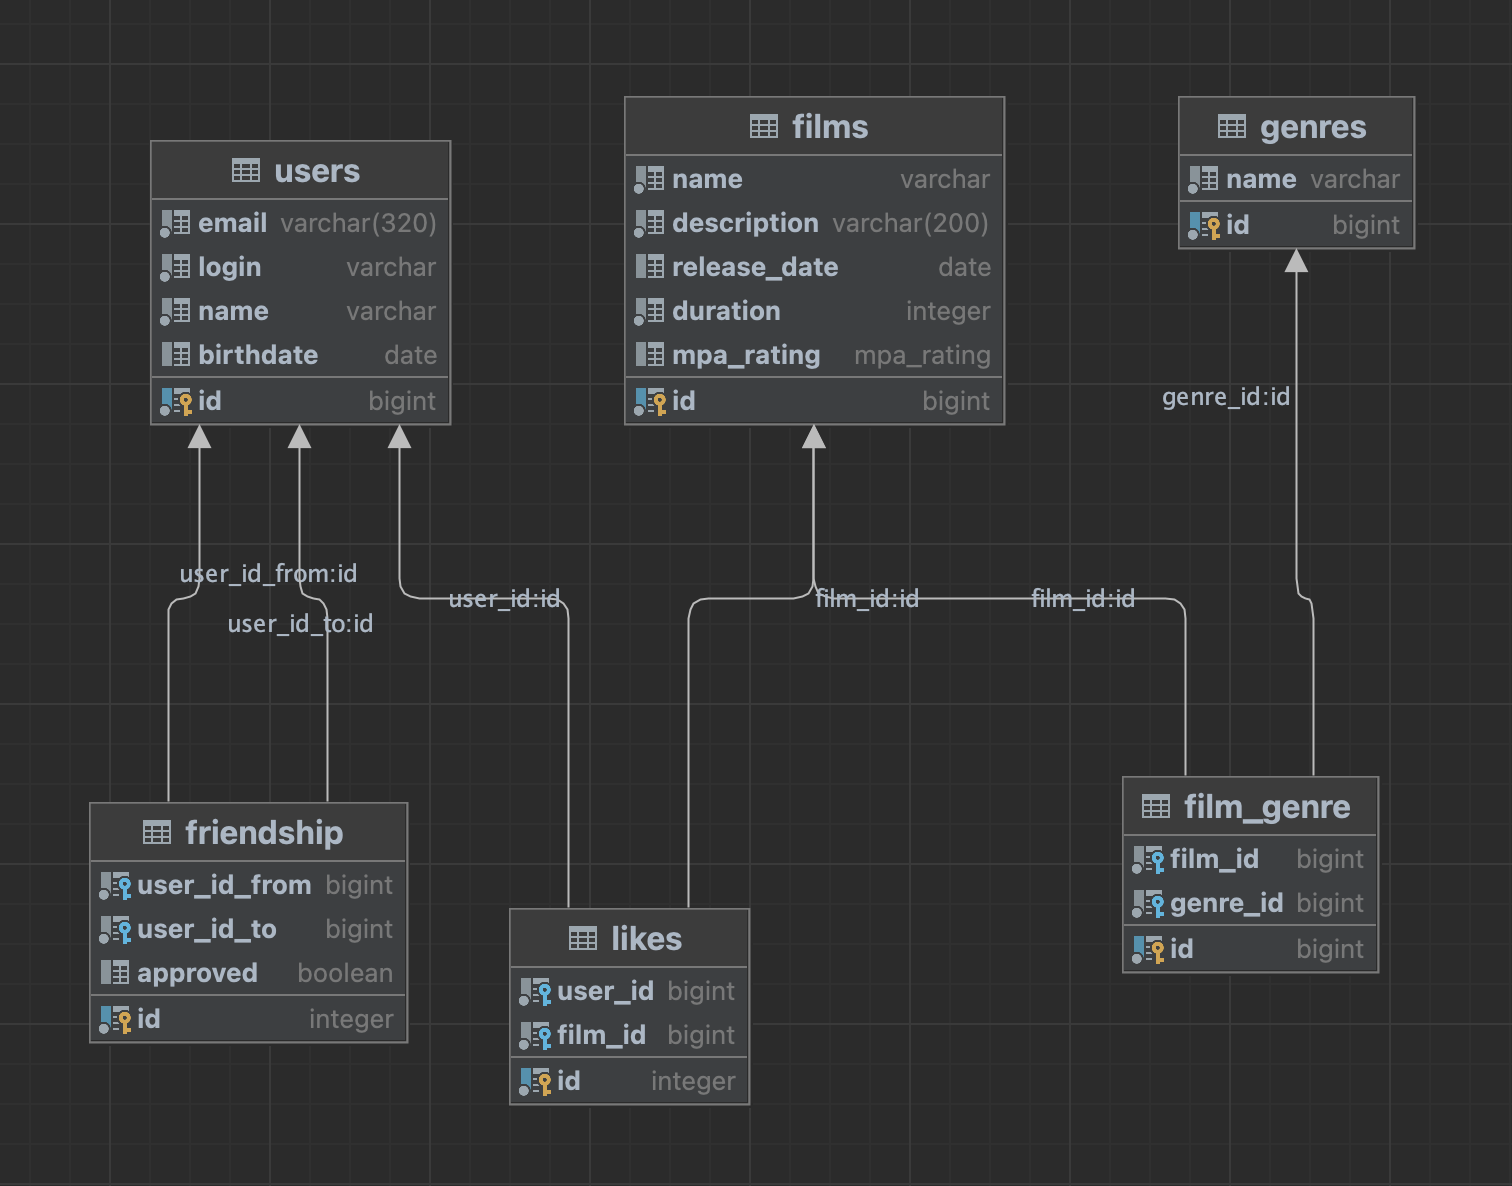 users
email varchar(320)
login varchar
name varchar
birthdate date
id bigint
films
name varchar
description varchar(200)
release_date date
duration integer
mpa_rating mpa_rating
id bigint
genres
name varchar
id bigint
genre_id:id
user_id_from:id
user_id_to:id
user_id:id
film_id:id
film_id:id
friendship
user_id_from bigint
user_id_to bigint
approved boolean
id integer
likes
user_id bigint
film_id bigint
id integer
film_genre
film_id bigint
genre_id bigint
id bigint